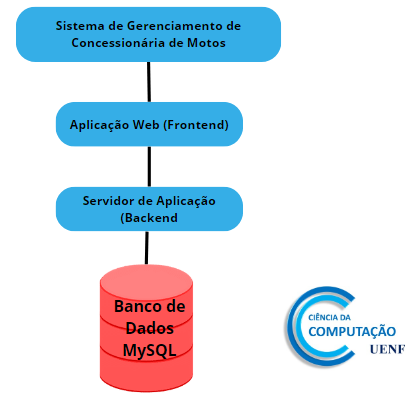 Sistema de Gerenciamento de
Concessionária de Motos
Aplicação Web (Frontend)
Servidor de Aplicação
(Backend
Banco de
Dados
MySQL
CIÊNCIA DA
COMPUTAÇÃO
UENF